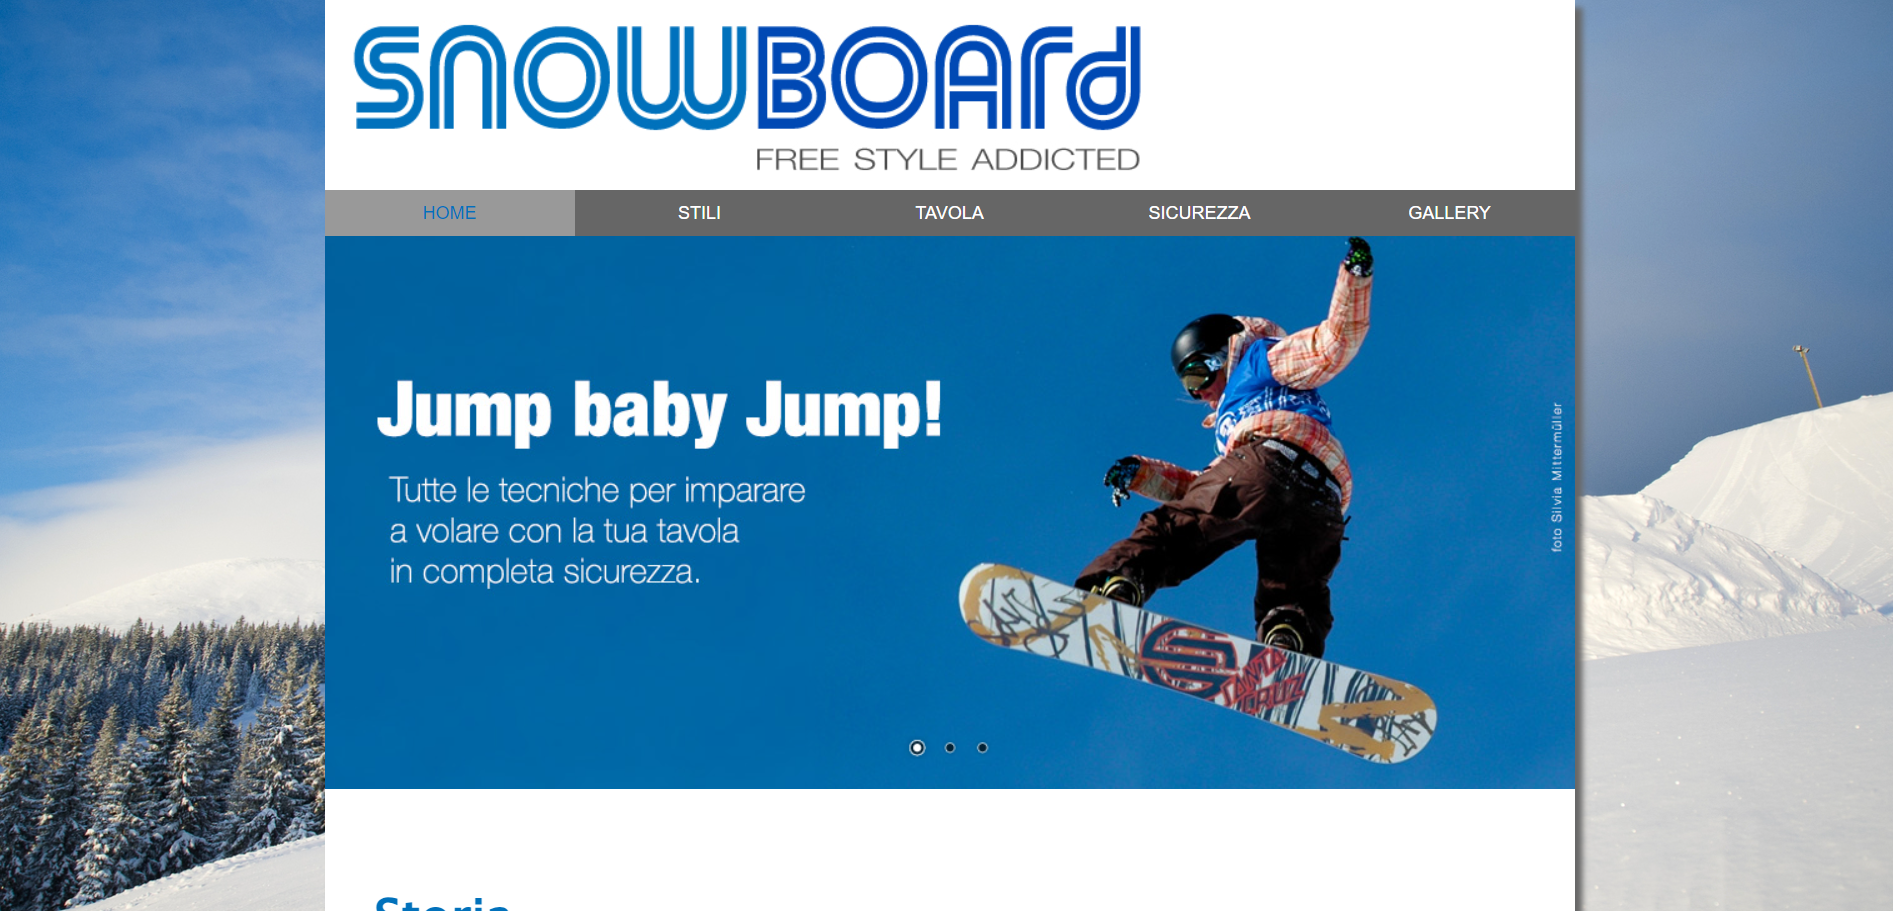 SNOWBOARD
FREE STYLE ADDICTED
HOME
STILI
TAVOLA
SICUREZZA
GALLERY
Jump baby Jump!
Tutte le tecniche per imparare
a volare con la tua tavola
in completa sicurezza.
foto Silvia Mittermüller
SANTA
CRUZ
Storia